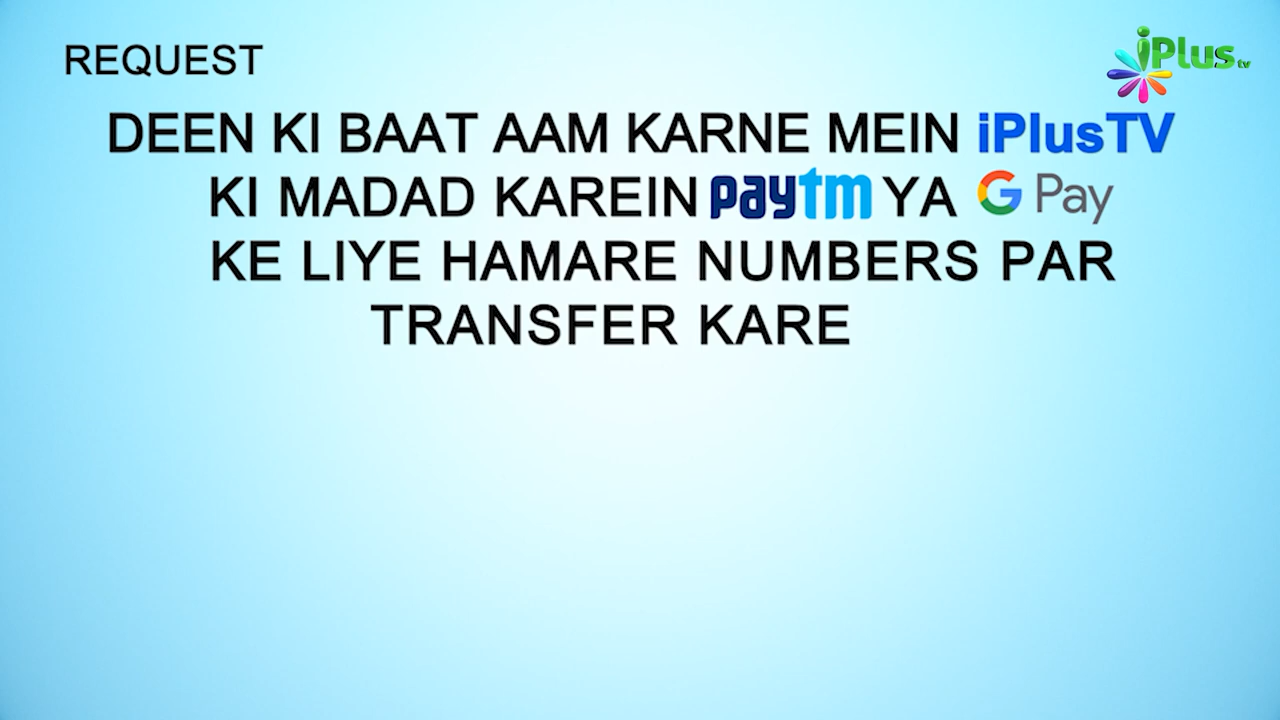 REQUEST
iPlus tv
DEEN KI BAAT AAM KARNE MEIN iPlusTV
KI MADAD KAREIN paytm YA G Pay
KE LIYE HAMARE NUMBERS PAR
TRANSFER KARE